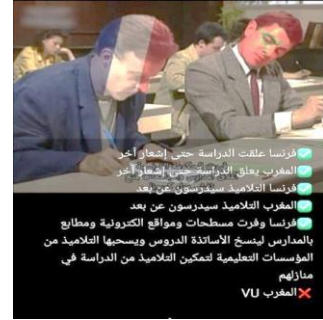 ✅فرنسا علقت الدراسة حتى إشعار آخر
✅المغرب يعلق الدراسة حتى إشعار آخر
✅فرنسا التلاميذ سيدرسون عن بعد
✅المغرب التلاميذ سيدرسون عن بعد
✅فرنسا وفرت مسطحات ومواقع الكترونية ومطابع
بالمدارس لينسخ الأساتذة الدروس ويسحبها التلاميذ من
المؤسسات التعليمية لتمكين التلاميذ من الدراسة في
منازلهم
❌المغرب VU